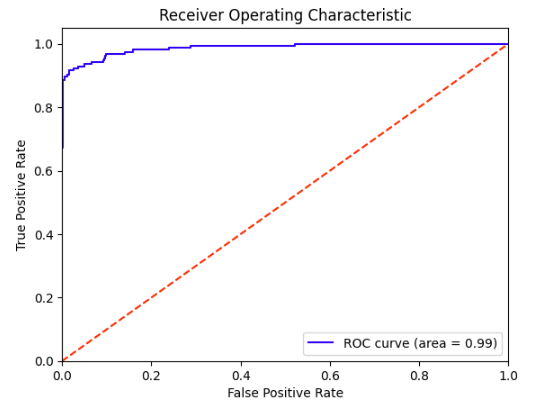 Receiver Operating Characteristic
True Positive Rate
1.0
0.8
0.6
0.4
0.2
0.0
ROC curve (area = 0.99)
0.0 0.2 0.4 0.6 0.8 1.0
False Positive Rate